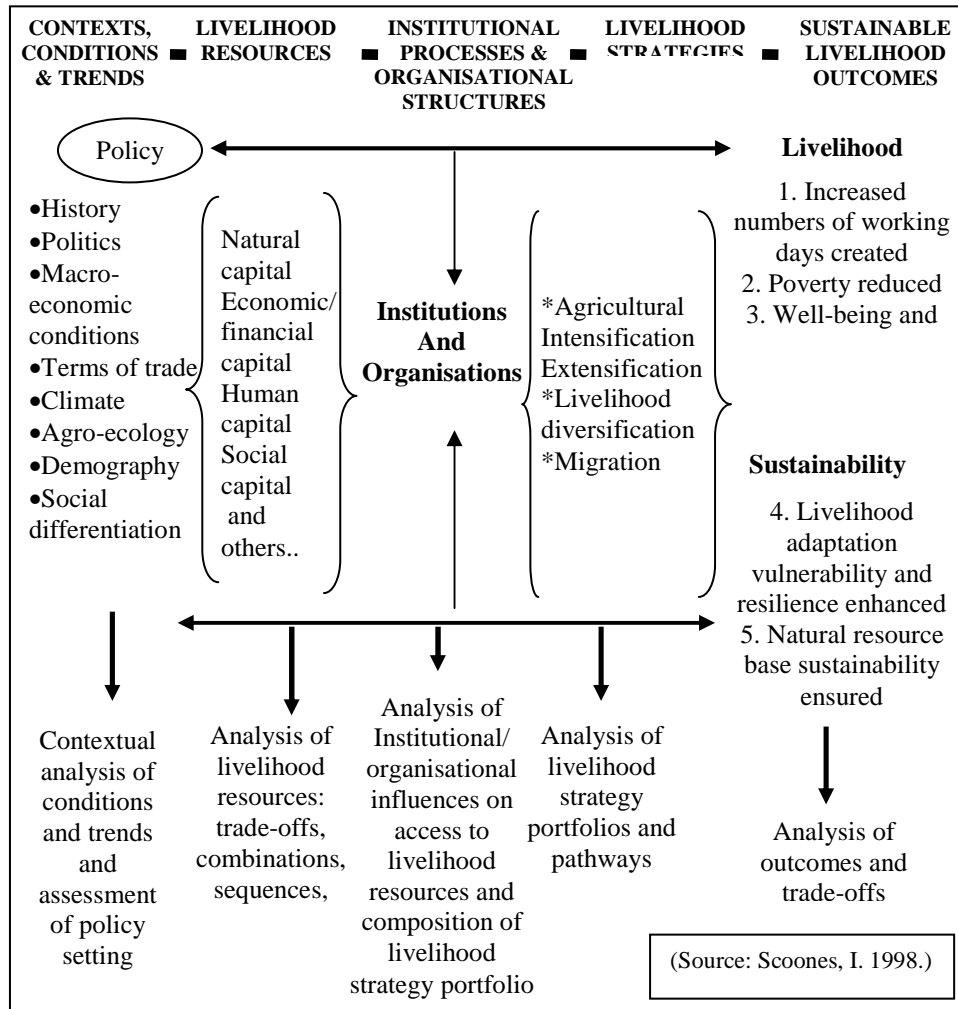 CONTEXTS,
CONDITIONS
& TRENDS
LIVELIHOOD
RESOURCES
INSTITUTIONAL
PROCESSES &
ORGANISATIONAL
STRUCTURES
LIVELIHOOD
STRATEGIES
SUSTAINABLE
LIVELIHOOD
OUTCOMES
Policy
•History
•Politics
•Macro-
economic
conditions
•Terms of trade
•Climate
•Agro-ecology
•Demography
•Social
differentiation
Natural
capital
Economic/
financial
capital
Human
capital
Social
capital
and
others..
Institutions
And
Organisations
*Agricultural
Intensification
Extensification
*Livelihood
diversification
*Migration
Livelihood
1. Increased
numbers of working
days created
2. Poverty reduced
3. Well-being and
Sustainability
4. Livelihood
adaptation
vulnerability and
resilience enhanced
5. Natural resource
base sustainability
ensured
Contextual
analysis of
conditions
and trends
and
assessment
of policy
setting
Analysis of
livelihood
resources:
trade-offs,
combinations,
sequences,
Analysis of
Institutional/
organisational
influences on
access to
livelihood
resources and
composition of
livelihood
strategy portfolio
Analysis of
livelihood
strategy
portfolios and
pathways
Analysis of
outcomes and
trade-offs
(Source: Scoones, I. 1998.)